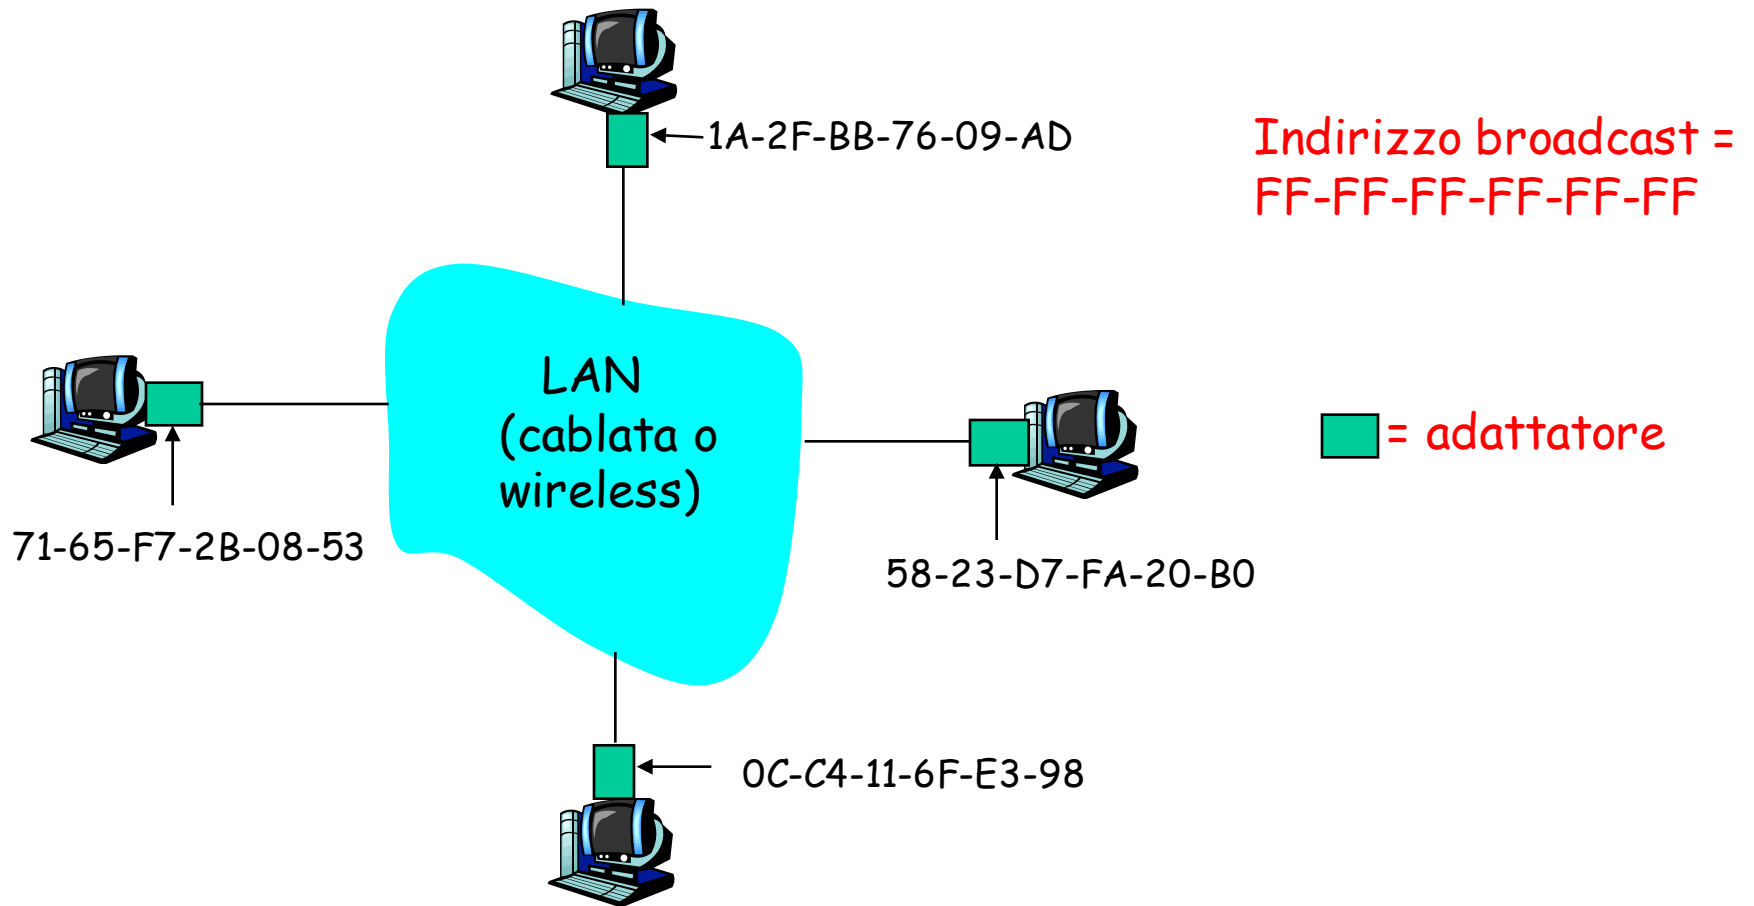 1A-2F-BB-76-09-AD
Indirizzo broadcast =
FF-FF-FF-FF-FF-FF
LAN
(cablata o
wireless)
= adattatore
71-65-F7-2B-08-53
58-23-D7-FA-20-B0
0C-C4-11-6F-E3-98